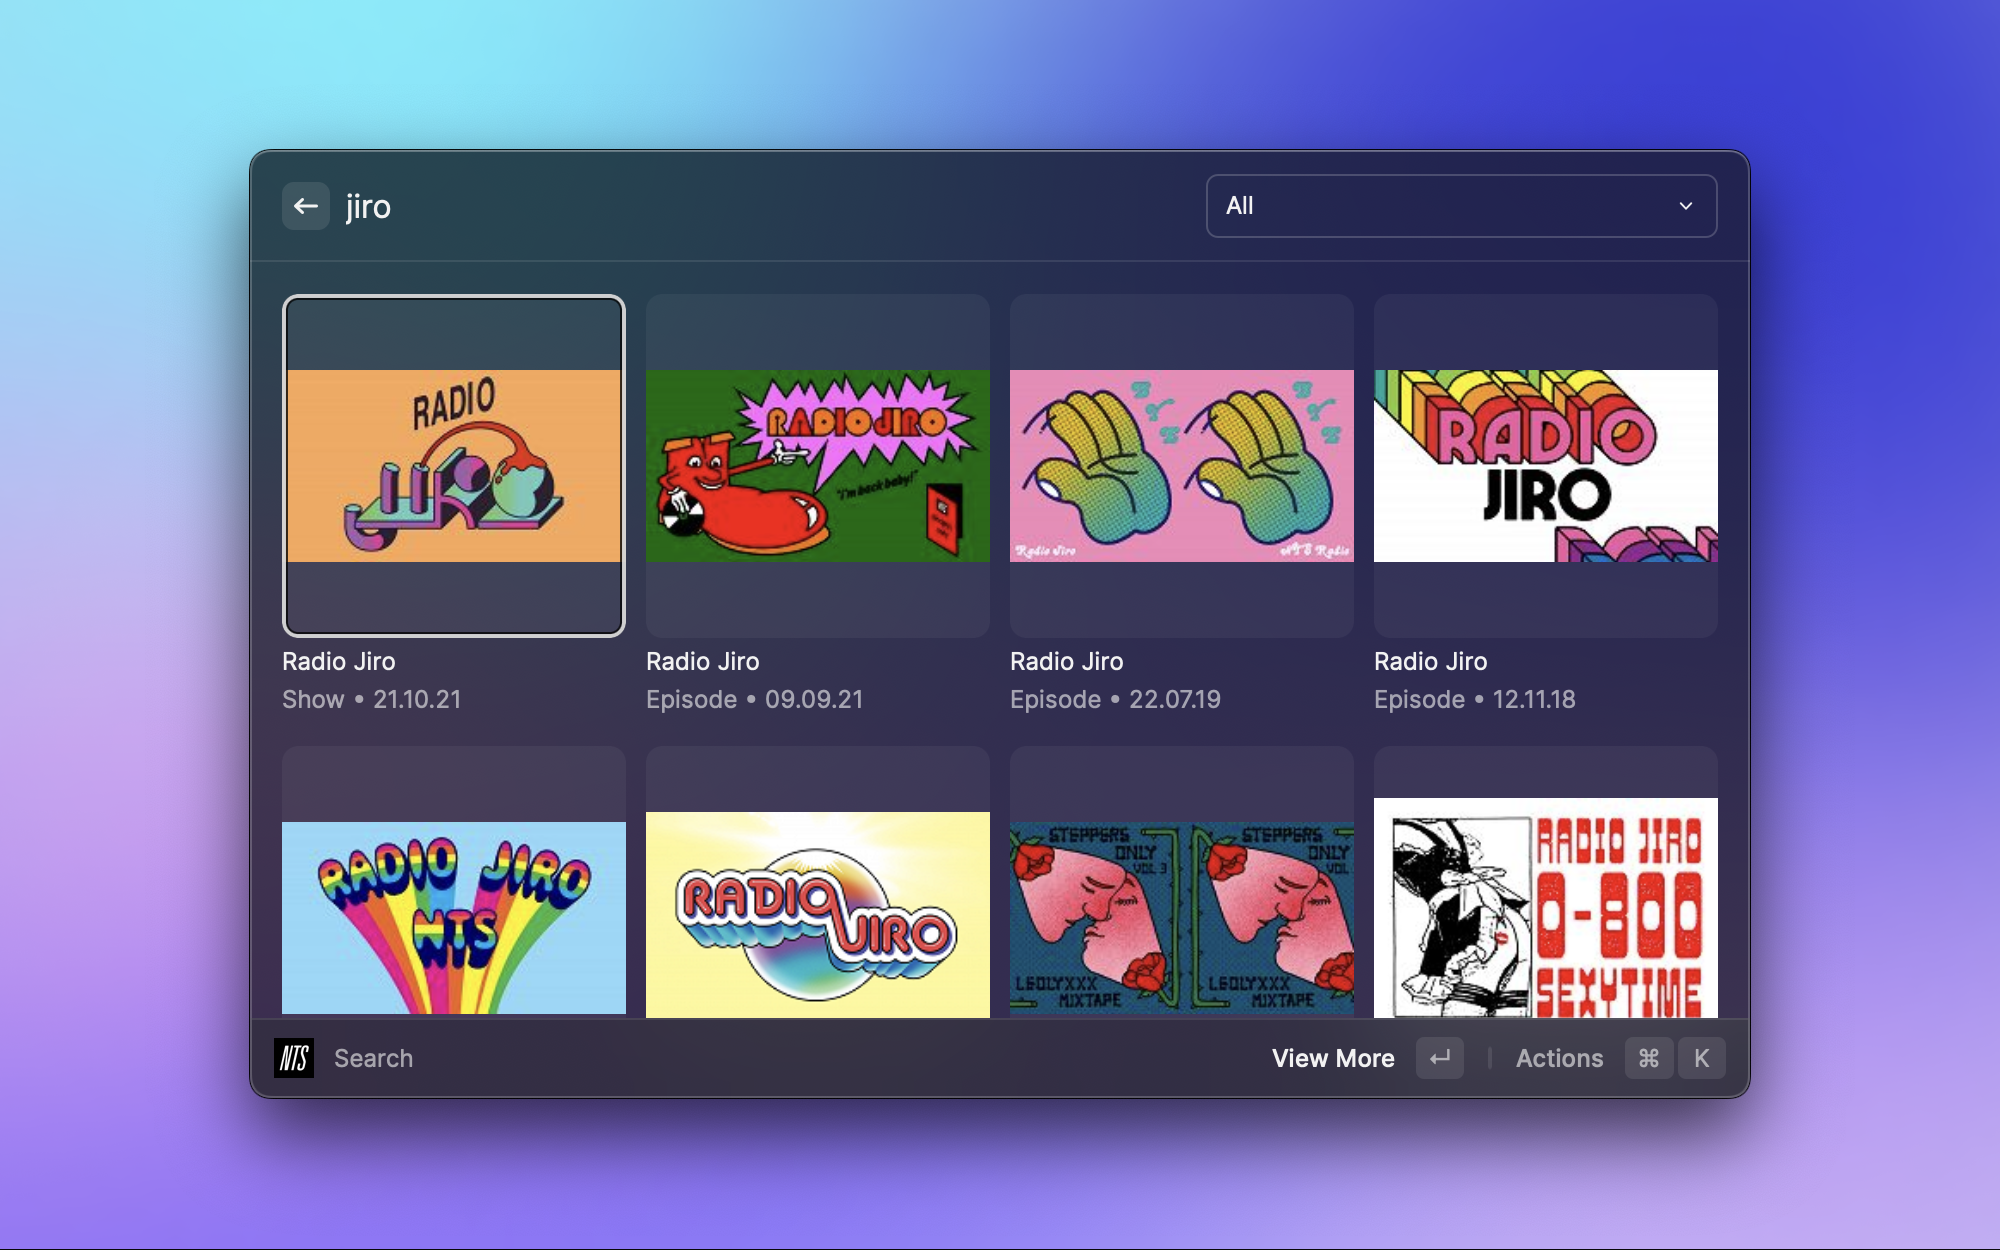 jiro
All
RADIO
JIRO
RADIO JIRO
"I'm back baby!"
Radio Jiro
NTS Radio
RADIO
JIRO
Radio Jiro
Show • 21.10.21
Radio Jiro
Episode • 09.09.21
Radio Jiro
Episode • 22.07.19
Radio Jiro
Episode • 12.11.18
RADIO JIRO
NTS
RADIO
JIRO
STEPPERS
ONLY
VOL 3
MIXTAPE
STEPPERS
ONLY
VOL
MIXTAPE
RADIO JIRO
0-800
SEXYTIME
NTS
Search
View More
Actions
⌘
K